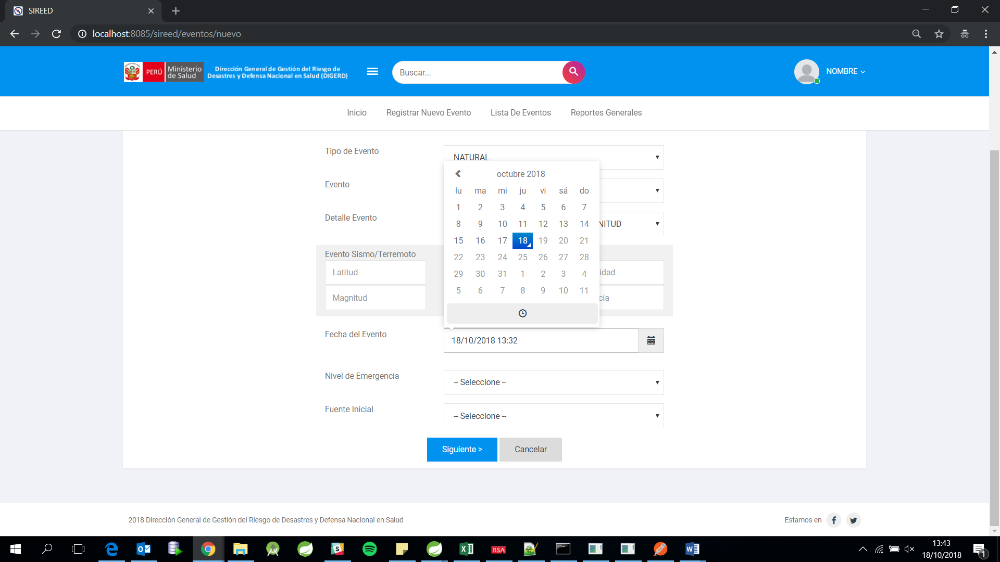 SIREED
localhost:8085/sireed/eventos/nuevo
PERÚ
Ministerio
de Salud
Dirección General de Gestión del Riesgo de
Desastres y Defensa Nacional en Salud (DIGERD)
Buscar...
NOMBRE
Inicio Registrar Nuevo Evento Lista De Eventos Reportes Generales
Tipo de Evento
NATURAL
Evento
Detalle Evento
NITUD
octubre 2018
lu ma mi ju vi sá do
1 2 3 4 5 6 7
8 9 10 11 12 13 14
15 16 17 18 19 20 21
22 23 24 25 26 27 28
29 30 31 1 2 3 4
5 6 7 8 9 10 11
Evento Sismo/Terremoto
Latitud
idad
Magnitud
cia
Fecha del Evento
18/10/2018 13:32
Nivel de Emergencia
-- Seleccione --
Fuente Inicial
-- Seleccione --
Siguiente >
Cancelar
2018 Dirección General de Gestión del Riesgo de Desastres y Defensa Nacional en Salud
Estamos en
RSA
13:43
18/10/2018
1